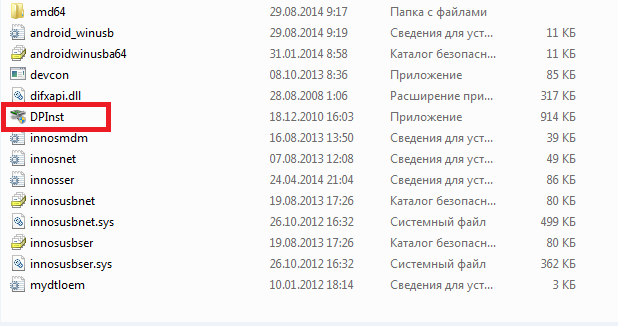 amd64 29.08.2014 9:17 Папка с файлами
android_winusb 29.08.2014 9:19 Сведения для уст... 11 КБ
androidwinusba64 31.01.2014 8:58 Каталог безопасн... 11 КБ
devcon 08.10.2013 8:36 Приложение 85 КБ
difxapi.dll 28.08.2008 1:06 Расширение при... 317 КБ
DPInst 18.12.2010 16:03 Приложение 914 КБ
innosmdm 16.08.2013 13:50 Сведения для уст... 39 КБ
innosnet 07.08.2013 12:08 Сведения для уст... 49 КБ
innosser 24.04.2014 21:04 Сведения для уст... 86 КБ
innosusbnet 19.08.2013 17:26 Каталог безопасн... 80 КБ
innosusbnet.sys 26.10.2012 16:32 Системный файл 499 КБ
innosusbser 19.08.2013 17:26 Каталог безопасн... 80 КБ
innosusbser.sys 26.10.2012 16:32 Системный файл 362 КБ
mydtloem 10.01.2012 18:14 Сведения для уст... 3 КБ